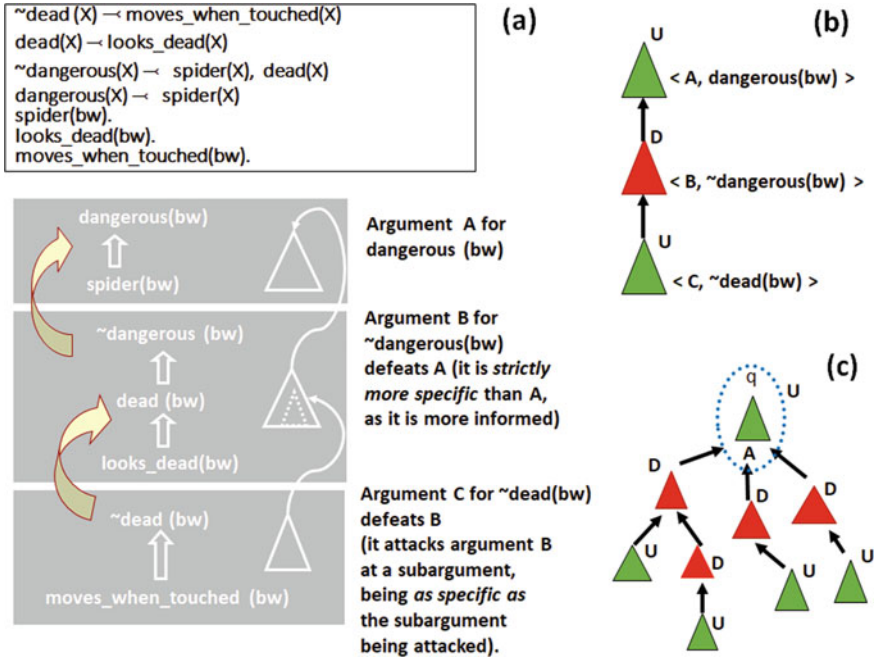 ~dead (X) ⤙ moves_when_touched(X)
dead(X) ⤙ looks_dead(X)
~dangerous(X) ⤙ spider(X), dead(X)
dangerous(X) ⤙ spider(X)
spider(bw).
looks_dead(bw).
moves_when_touched(bw).
(a)
dangerous(bw)
spider(bw)
Argument A for
dangerous (bw)
~dangerous (bw)
dead (bw)
looks_dead(bw)
Argument B for
~dangerous(bw)
defeats A (it is strictly
more specific than A,
as it is more informed)
~dead (bw)
moves_when_touched (bw)
Argument C for ~dead(bw)
defeats B
(it attacks argument B
at a subargument,
being as specific as
the subargument
being attacked).
(b)
U
< A, dangerous(bw) >
D
< B, ~dangerous(bw) >
U
< C, ~dead(bw) >
(c)
q
U
A
D
D
D
U
D
U
U
U